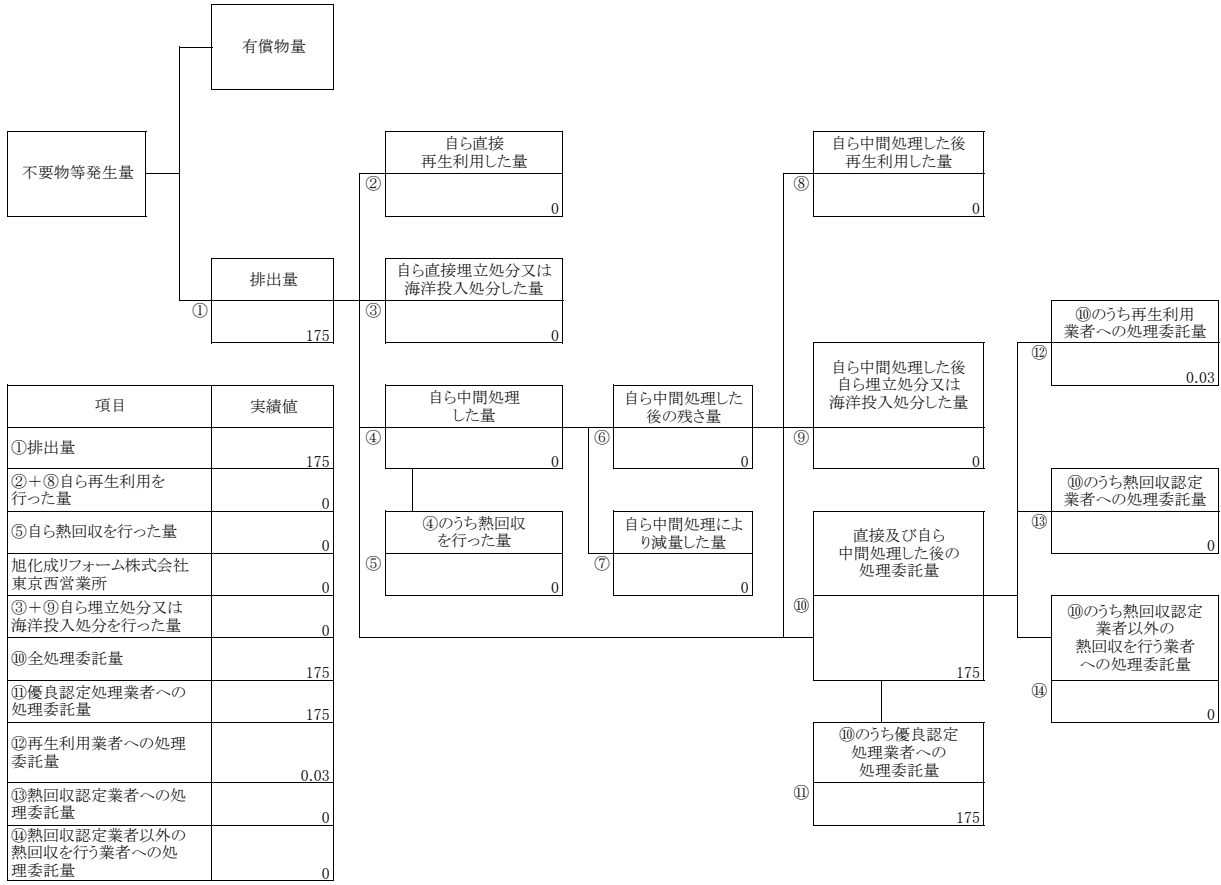 有償物量
不要物等発生量
自ら直接
再生利用した量
②
0
自ら中間処理した後
再生利用した量
⑧
0
排出量
①
175
自ら直接埋立処分又は
海洋投入処分した量
③
0
⑩のうち再生利用
業者への処理委託量
⑫
0.03
自ら中間処理した後
自ら埋立処分又は
海洋投入処分した量
⑨
0
自ら中間処理
した量
④
0
自ら中間処理した
後の残さ量
⑥
0
⑩のうち熱回収認定
業者への処理委託量
⑬
0
④のうち熱回収
を行った量
⑤
0
自ら中間処理によ
り減量した量
⑦
0
直接及び自ら
中間処理した後の
処理委託量
⑩
175
⑩のうち熱回収認定
業者以外の
熱回収を行う業者
への処理委託量
⑭
0
⑩のうち優良認定
処理業者への
処理委託量
⑪
175
項目 実績値
①排出量
175
②＋⑧自ら再生利用を
行った量
0
⑤自ら熱回収を行った量
0
旭化成リフォーム株式会社
東京西営業所
0
③＋⑨自ら埋立処分又は
海洋投入処分を行った量
0
⑩全処理委託量
175
⑪優良認定処理業者への
処理委託量
175
⑫再生利用業者への処理
委託量
0.03
⑬熱回収認定業者への処
理委託量
0
⑭熱回収認定業者以外の
熱回収を行う業者への処
理委託量
0